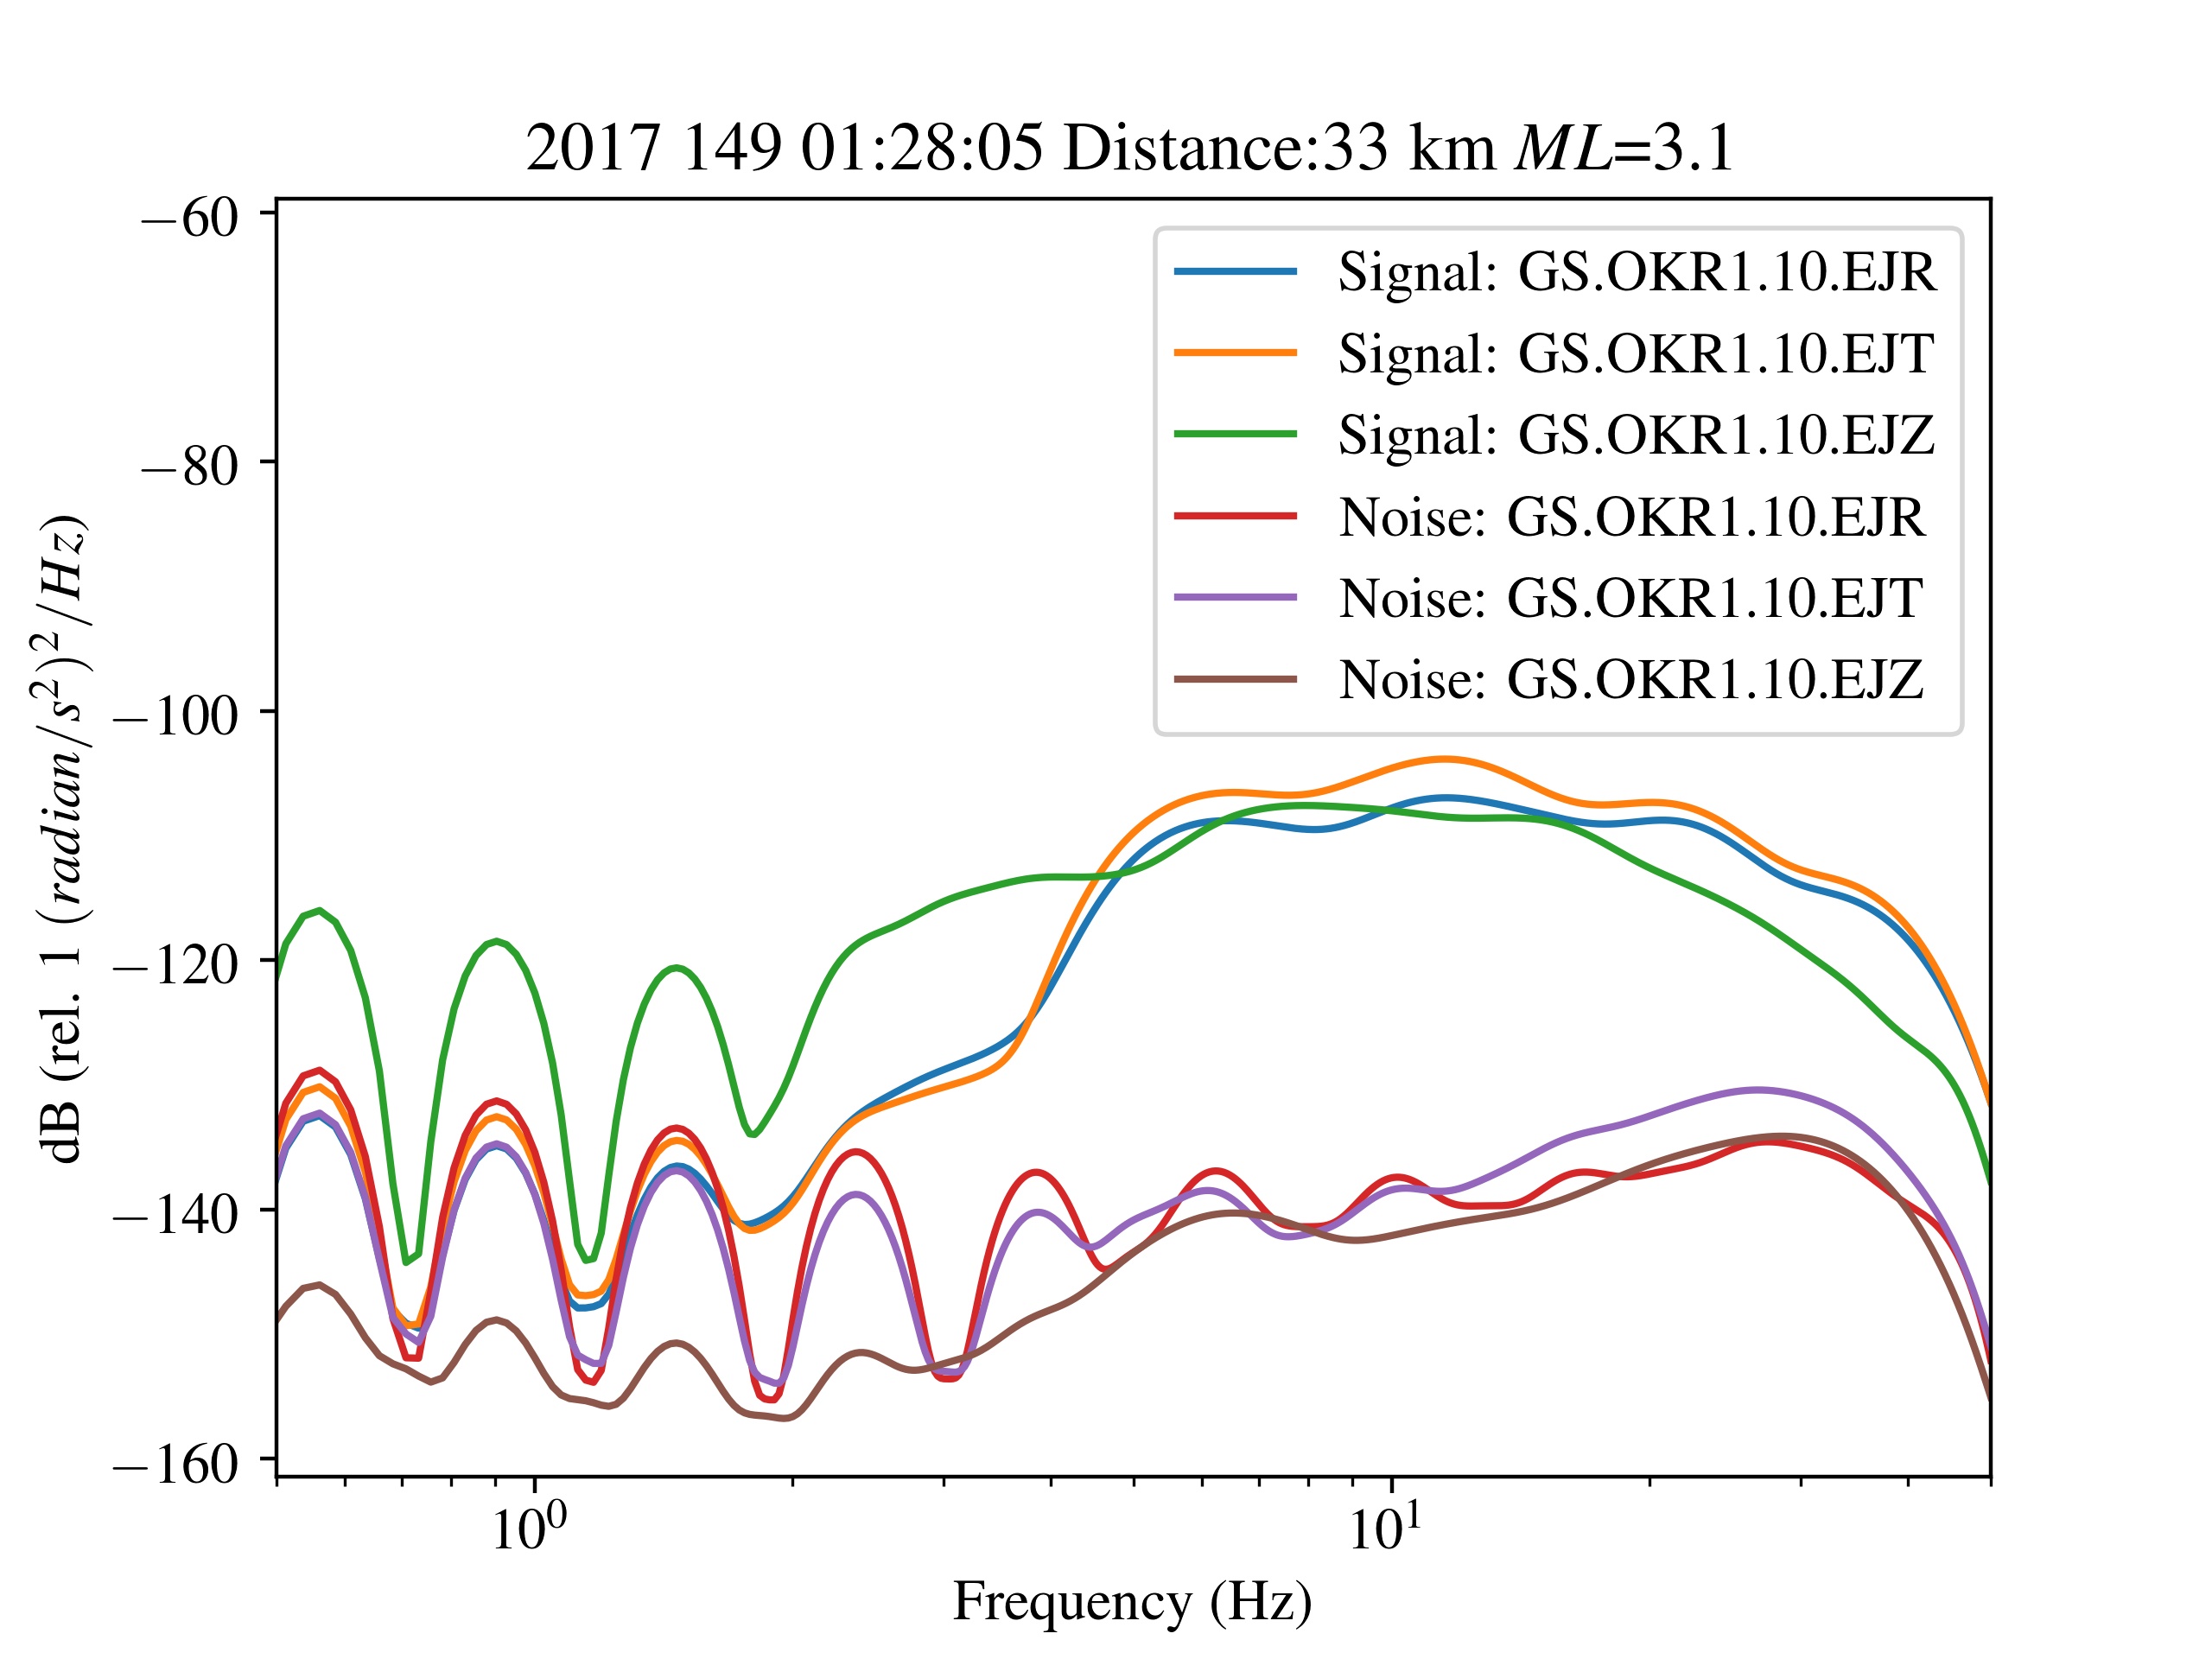 2017 149 01:28:05 Distance:33 km ML=3.1
Signal: GS.OKR1.10.EJR
Signal: GS.OKR1.10.EJT
Signal: GS.OKR1.10.EJZ
Noise: GS.OKR1.10.EJR
Noise: GS.OKR1.10.EJT
Noise: GS.OKR1.10.EJZ
dB (rel. 1 (radian/s²)²/Hz)
−60
−80
−100
−120
−140
−160
10⁰
10¹
Frequency (Hz)